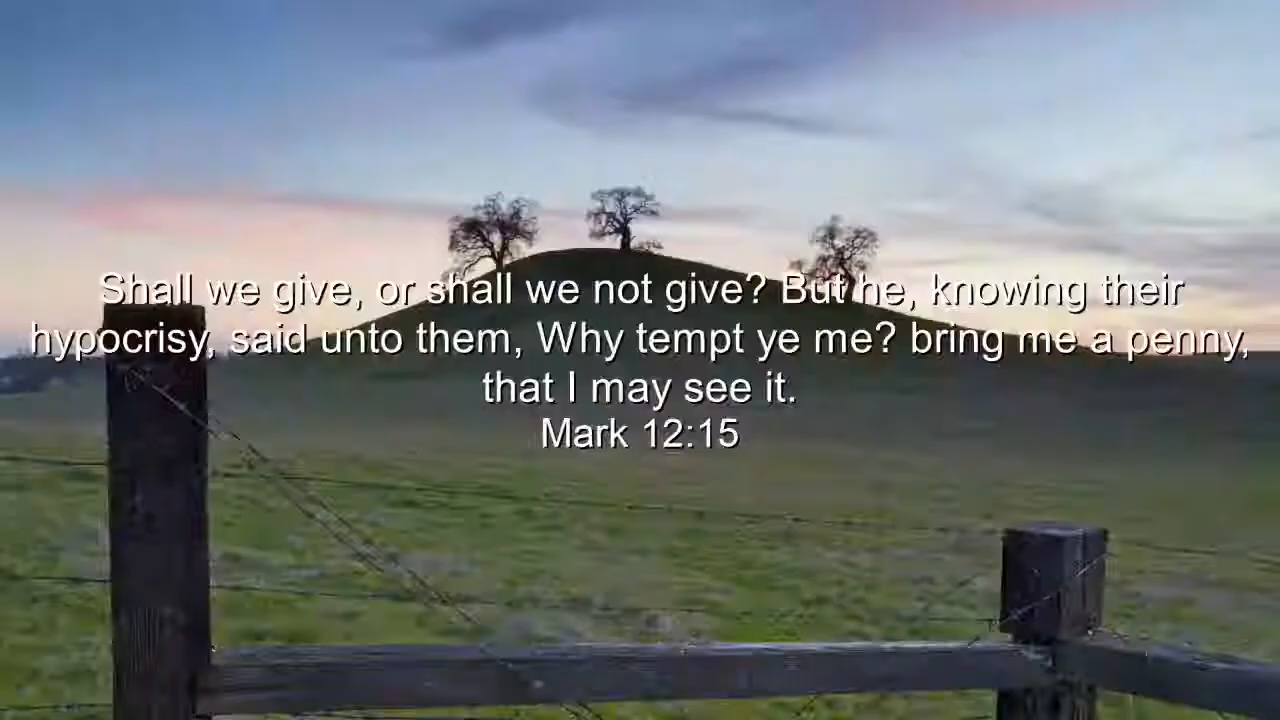 Shall we give, or shall we not give? But he, knowing their
hypocrisy, said unto them, Why tempt ye me? bring me a penny,
that I may see it.
Mark 12:15